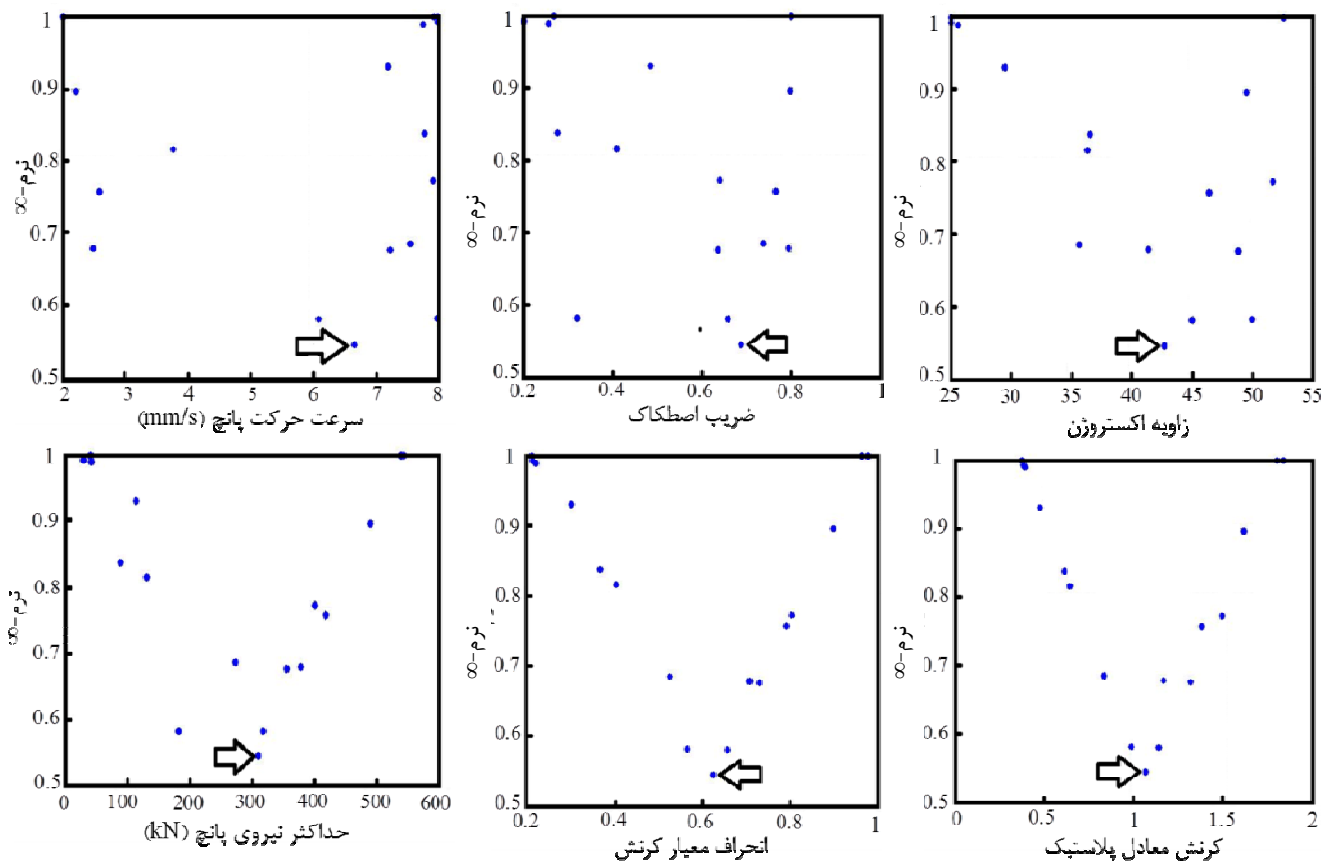 1
0.9
0.8
0.7
0.6
0.5
نرم-∞
2 3 4 5 6 7 8
سرعت حرکت پانچ (mm/s)
1
0.9
0.8
0.7
0.6
0.5
نرم-∞
0.2 0.4 0.6 0.8 1
ضریب اصطکاک
1
0.9
0.8
0.7
0.6
0.5
نرم-∞
25 30 35 40 45 50 55
زاویه اکستروژن
1
0.9
0.8
0.7
0.6
0.5
نرم-∞
0 100 200 300 400 500 600
حداکثر نیروی پانچ (kN)
1
0.9
0.8
0.7
0.6
0.5
نرم-∞
0.2 0.4 0.6 0.8 1
انحراف معیار کرنش
1
0.9
0.8
0.7
0.6
0.5
نرم-∞
0 0.5 1 1.5 2
کرنش معادل پلاستیک